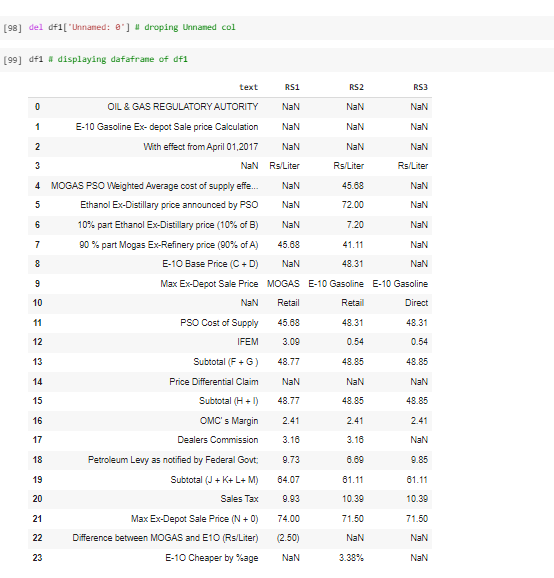 [98] del df1['Unnamed: 0'] # droping Unnamed col
[99] df1 # displaying dafaframe of df1
text RS1 RS2 RS3
0 OIL & GAS REGULATORY AUTORITY NaN NaN NaN
1 E-10 Gasoline Ex- depot Sale price Calculation NaN NaN NaN
2 With effect from April 01,2017 NaN NaN NaN
3 NaN Rs/Liter Rs/Liter Rs/Liter
4 MOGAS PSO Weighted Average cost of supply effe... NaN 45.68 NaN
5 Ethanol Ex-Distillary price announced by PSO NaN 72.00 NaN
6 10% part Ethanol Ex-Distillary price (10% of B) NaN 7.20 NaN
7 90 % part Mogas Ex-Refinery price (90% of A) 45.68 41.11 NaN
8 E-1O Base Price (C + D) NaN 48.31 NaN
9 Max Ex-Depot Sale Price MOGAS E-10 Gasoline E-10 Gasoline
10 NaN Retail Retail Direct
11 PSO Cost of Supply 45.68 48.31 48.31
12 IFEM 3.09 0.54 0.54
13 Subtotal (F + G ) 48.77 48.85 48.85
14 Price Differential Claim NaN NaN NaN
15 Subtotal (H + I) 48.77 48.85 48.85
16 OMC' s Margin 2.41 2.41 2.41
17 Dealers Commission 3.16 3.16 NaN
18 Petroleum Levy as notified by Federal Govt; 9.73 6.69 9.85
19 Subtotal (J + K+ L+ M) 64.07 61.11 61.11
20 Sales Tax 9.93 10.39 10.39
21 Max Ex-Depot Sale Price (N + 0) 74.00 71.50 71.50
22 Difference between MOGAS and E1O (Rs/Liter) (2.50) NaN NaN
23 E-1O Cheaper by %age NaN 3.38% NaN